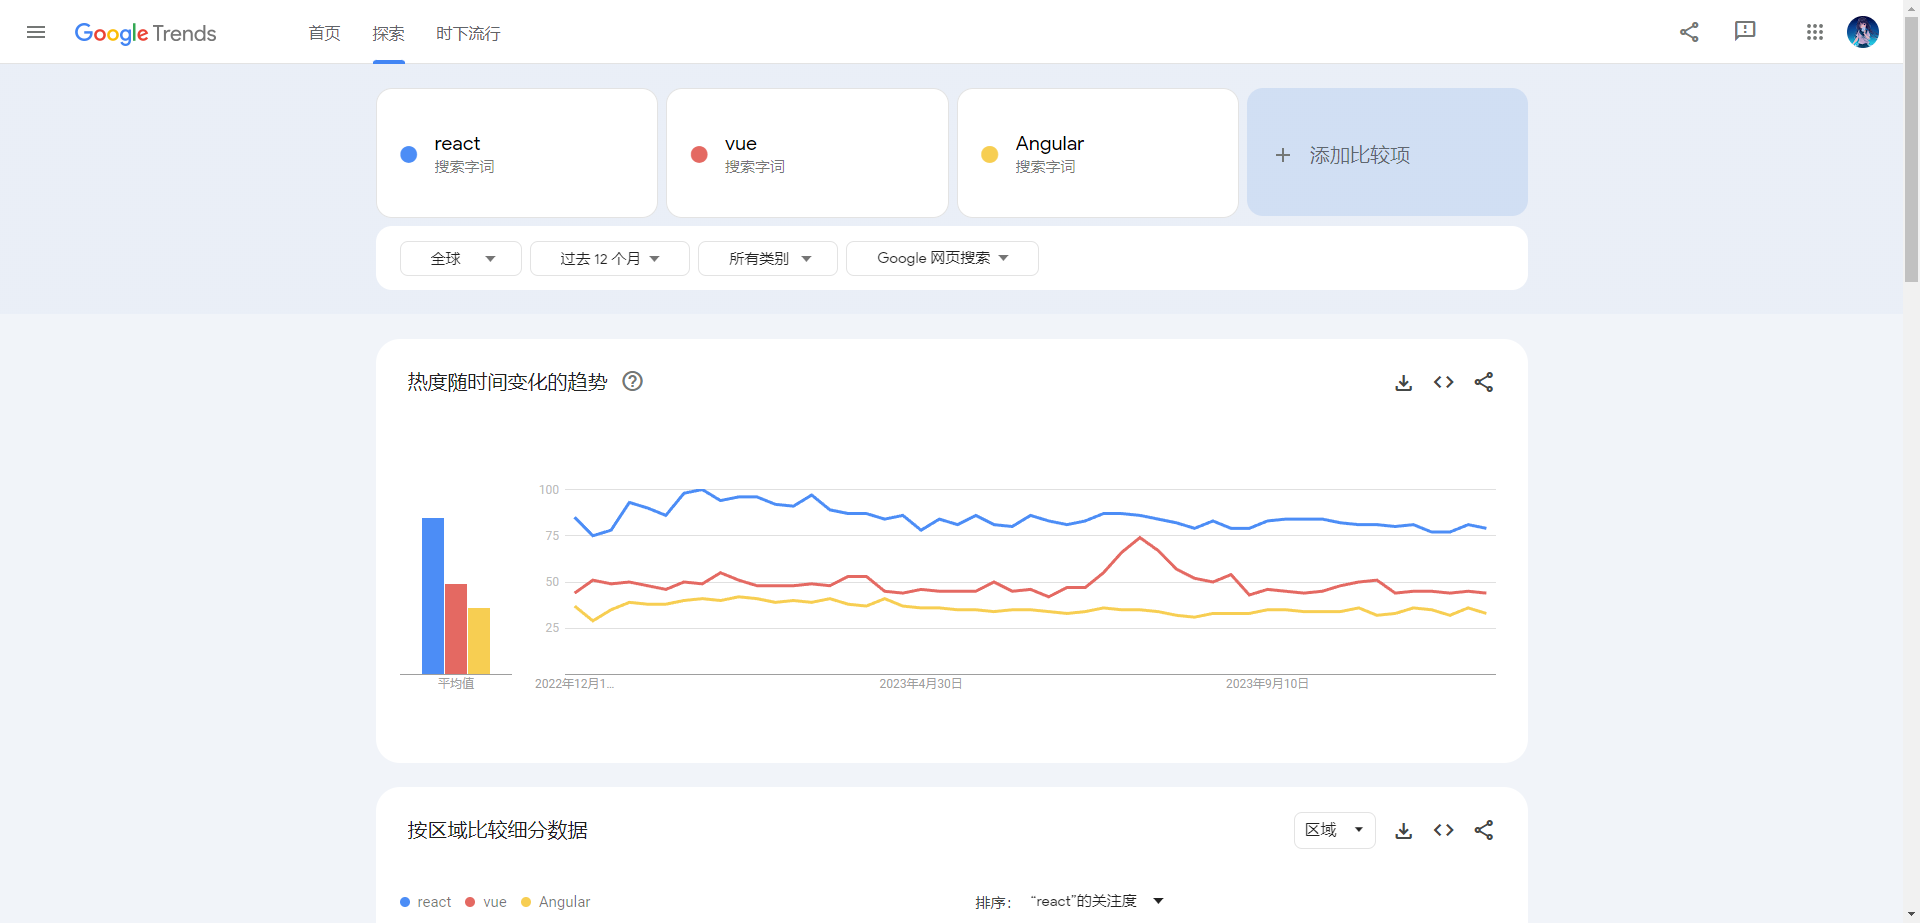 Google Trends 首页 探索 时下流行
react
搜索字词
vue
搜索字词
Angular
搜索字词
+ 添加比较项
全球
过去 12 个月
所有类别
Google 网页搜索
热度随时间变化的趋势
100
75
50
25
平均值
2022年12月1...
2023年4月30日
2023年9月10日
按区域比较细分数据
区域
react vue Angular
排序： “react”的关注度